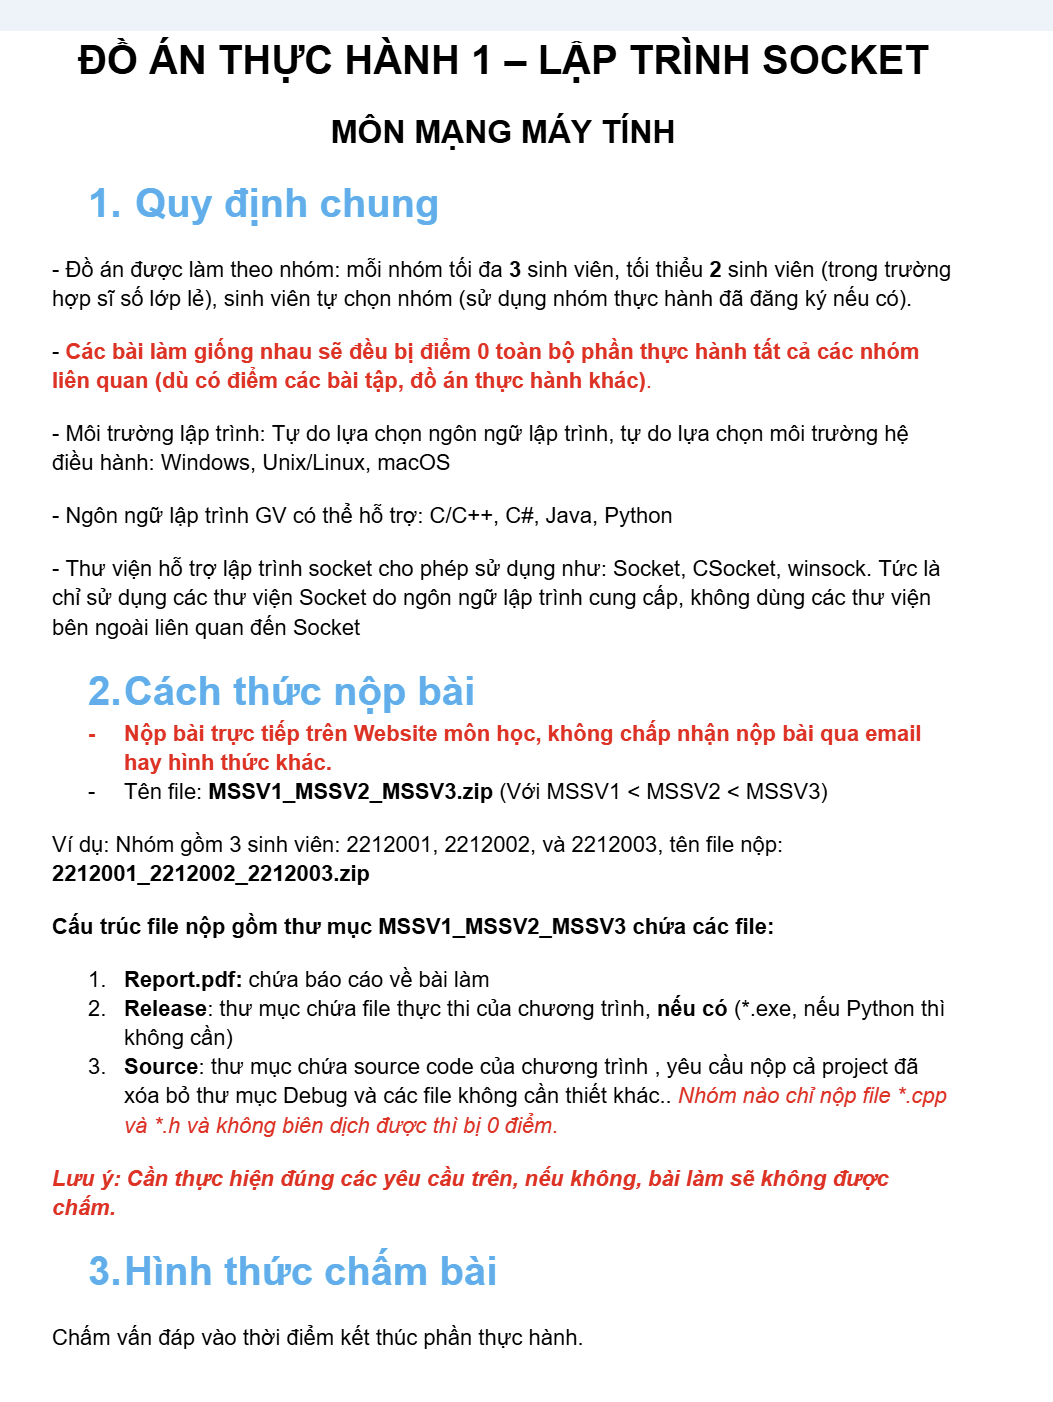 ĐỒ ÁN THỰC HÀNH 1 – LẬP TRÌNH SOCKET
MÔN MẠNG MÁY TÍNH
1. Quy định chung
- Đồ án được làm theo nhóm: mỗi nhóm tối đa 3 sinh viên, tối thiểu 2 sinh viên (trong trường
hợp sĩ số lớp lẻ), sinh viên tự chọn nhóm (sử dụng nhóm thực hành đã đăng ký nếu có).
- Các bài làm giống nhau sẽ đều bị điểm 0 toàn bộ phần thực hành tất cả các nhóm
liên quan (dù có điểm các bài tập, đồ án thực hành khác).
- Môi trường lập trình: Tự do lựa chọn ngôn ngữ lập trình, tự do lựa chọn môi trường hệ
điều hành: Windows, Unix/Linux, macOS
- Ngôn ngữ lập trình GV có thể hỗ trợ: C/C++, C#, Java, Python
- Thư viện hỗ trợ lập trình socket cho phép sử dụng như: Socket, CSocket, winsock. Tức là
chỉ sử dụng các thư viện Socket do ngôn ngữ lập trình cung cấp, không dùng các thư viện
bên ngoài liên quan đến Socket
2.Cách thức nộp bài
- Nộp bài trực tiếp trên Website môn học, không chấp nhận nộp bài qua email
hay hình thức khác.
- Tên file: MSSV1_MSSV2_MSSV3.zip (Với MSSV1 < MSSV2 < MSSV3)
Ví dụ: Nhóm gồm 3 sinh viên: 2212001, 2212002, và 2212003, tên file nộp:
2212001_2212002_2212003.zip
Cấu trúc file nộp gồm thư mục MSSV1_MSSV2_MSSV3 chứa các file:
1. Report.pdf: chứa báo cáo về bài làm
2. Release: thư mục chứa file thực thi của chương trình, nếu có (*.exe, nếu Python thì
không cần)
3. Source: thư mục chứa source code của chương trình , yêu cầu nộp cả project đã
xóa bỏ thư mục Debug và các file không cần thiết khác.. Nhóm nào chỉ nộp file *.cpp
và *.h và không biên dịch được thì bị 0 điểm.
Lưu ý: Cần thực hiện đúng các yêu cầu trên, nếu không, bài làm sẽ không được
chấm.
3.Hình thức chấm bài
Chấm vấn đáp vào thời điểm kết thúc phần thực hành.